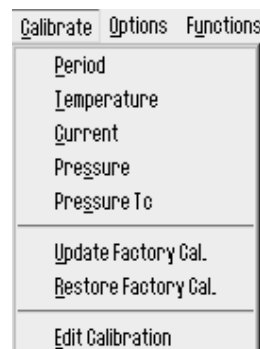 Calibrate Options Functions
Period
Temperature
Current
Pressure
Pressure Tc
Update Factory Cal.
Restore Factory Cal.
Edit Calibration